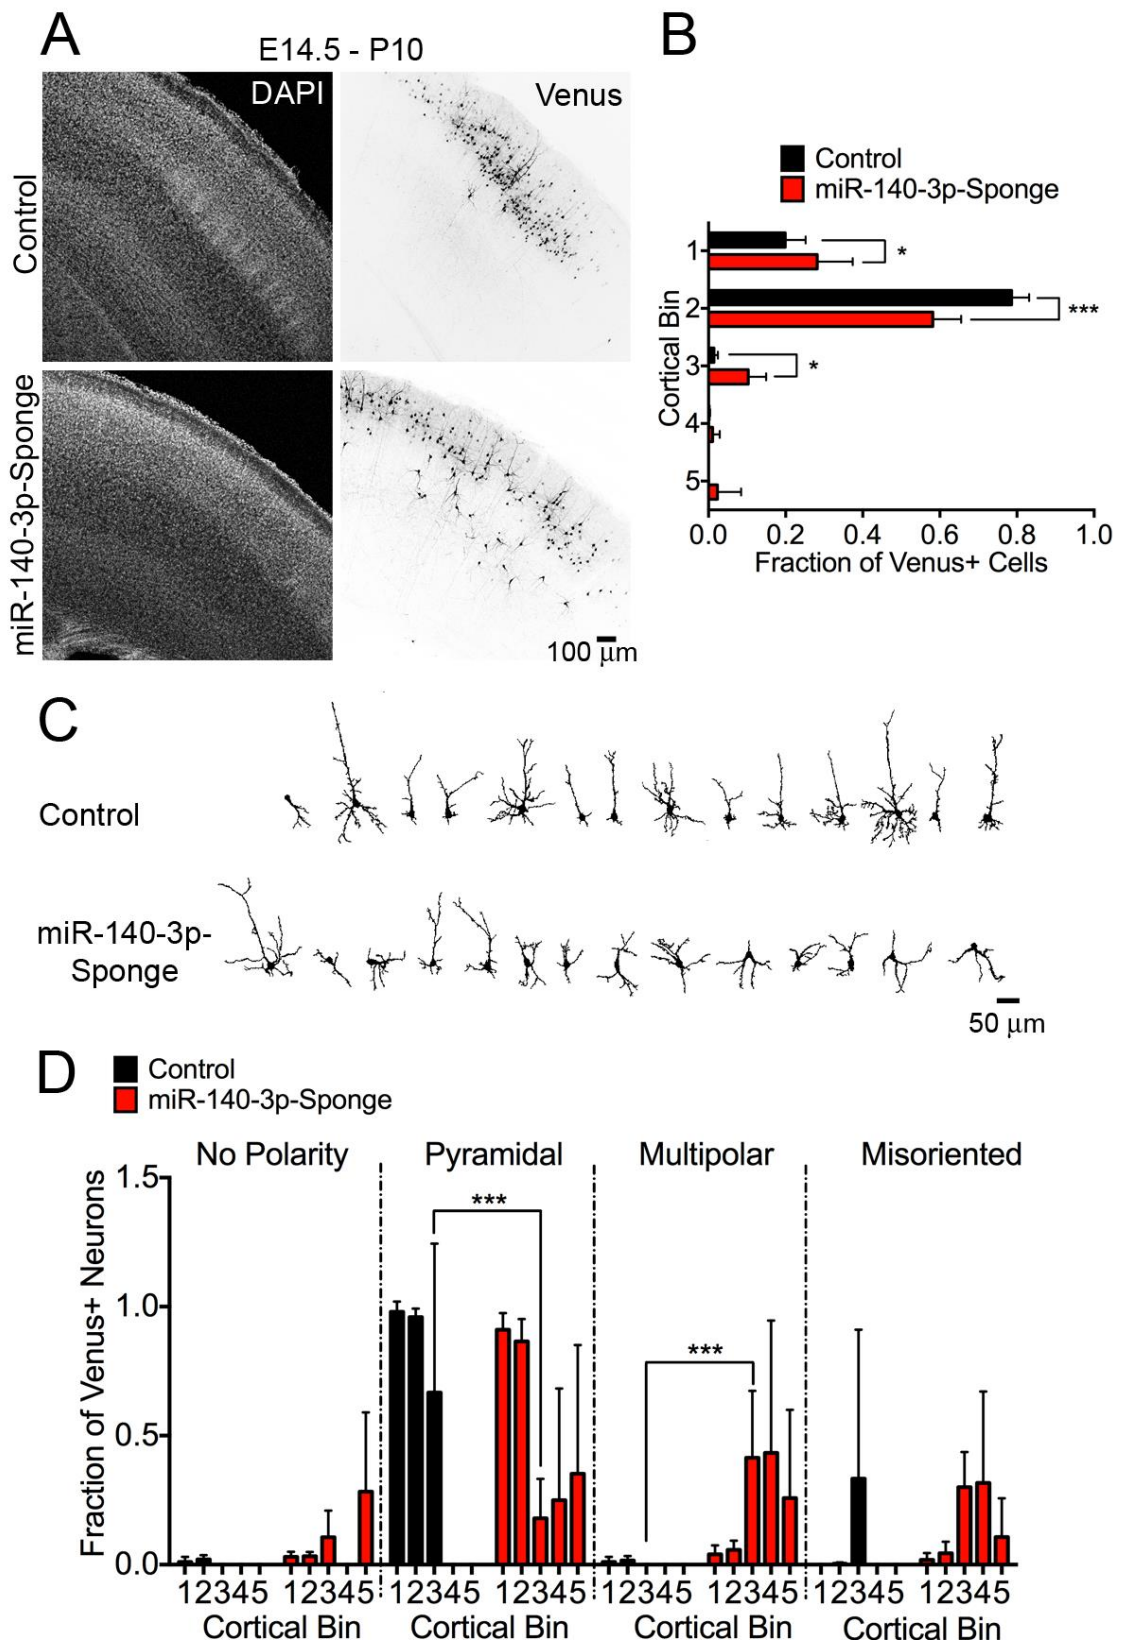 A
E14.5 - P10
DAPI
Venus
Control
miR-140-3p-Sponge
100 μm
B
Control
miR-140-3p-Sponge
Cortical Bin
1
*
2
***
3
*
4
5
0.0 0.2 0.4 0.6 0.8 1.0
Fraction of Venus+ Cells
C
Control
miR-140-3p-
Sponge
50 μm
D
Control
miR-140-3p-Sponge
No Polarity Pyramidal Multipolar Misoriented
Fraction of Venus+ Neurons
1.5
***
1.0
***
0.5
0.0
12345 12345 12345 12345 12345 12345 12345 12345
Cortical Bin Cortical Bin Cortical Bin Cortical Bin